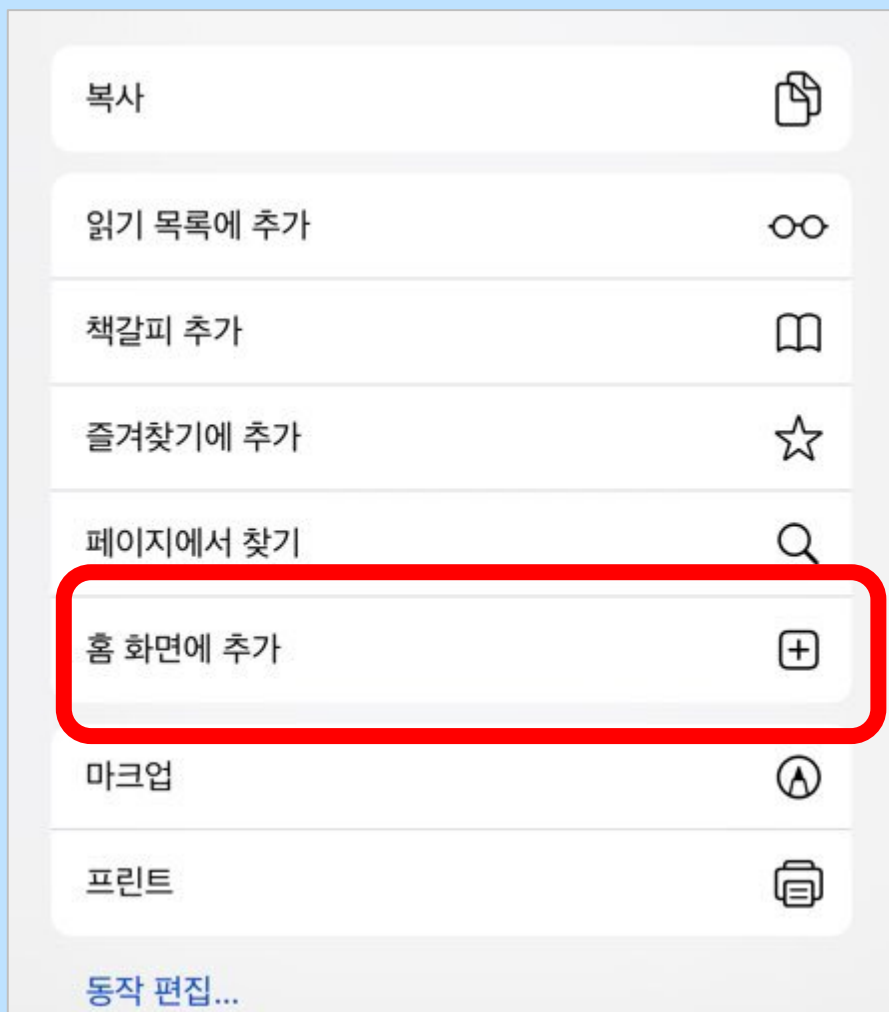 복사
읽기 목록에 추가
책갈피 추가
즐겨찾기에 추가
페이지에서 찾기
홈 화면에 추가
마크업
프린트
동작 편집...